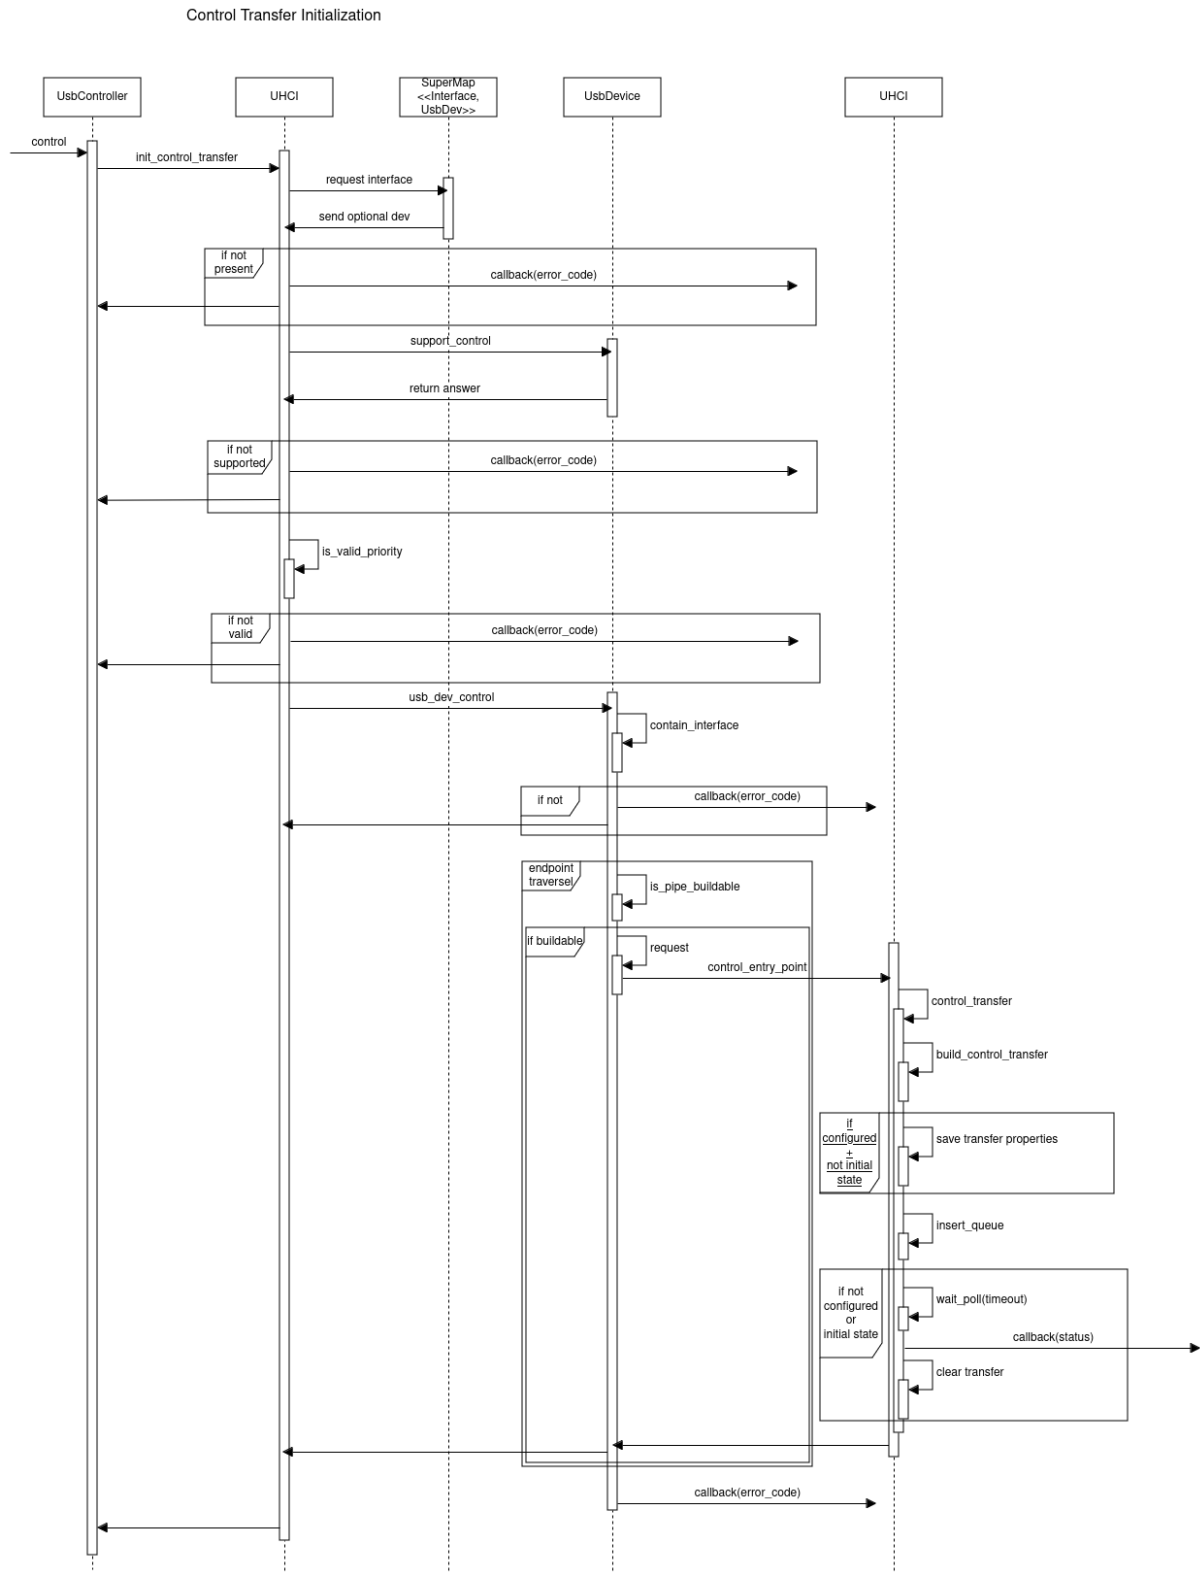 Control Transfer Initialization
UsbController
UHCI
SuperMap
<<Interface,
UsbDev>>
UsbDevice
UHCI
control
init_control_transfer
request interface
send optional dev
if not
present
callback(error_code)
support_control
return answer
if not
supported
callback(error_code)
is_valid_priority
if not
valid
callback(error_code)
usb_dev_control
contain_interface
if not
callback(error_code)
endpoint
traversel
is_pipe_buildable
if buildable
request
control_entry_point
control_transfer
build_control_transfer
if
configured
+
not initial
state
save transfer properties
insert_queue
if not
configured
or
initial state
wait_poll(timeout)
callback(status)
clear transfer
callback(error_code)